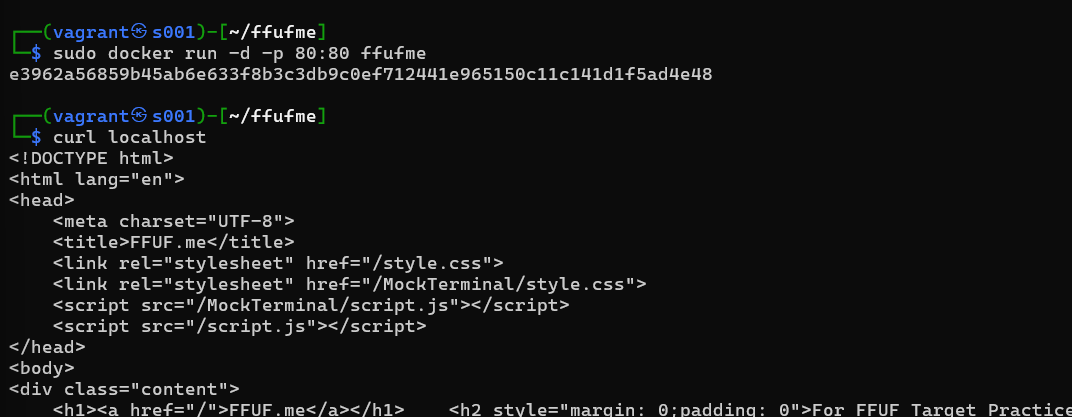 ┌──(vagrant㉿s001)-[~/ffufme]
└─$ sudo docker run -d -p 80:80 ffufme
e3962a56859b45ab6e633f8b3c3db9c0ef712441e965150c11c141d1f5ad4e48
┌──(vagrant㉿s001)-[~/ffufme]
└─$ curl localhost
<!DOCTYPE html>
<html lang="en">
<head>
    <meta charset="UTF-8">
    <title>FFUF.me</title>
    <link rel="stylesheet" href="/style.css">
    <link rel="stylesheet" href="/MockTerminal/style.css">
    <script src="/MockTerminal/script.js"></script>
    <script src="/script.js"></script>
</head>
<body>
<div class="content">
    <h1><a href="/">FFUF.me</a></h1>    <h2 style="margin: 0;padding: 0">For FFUF Target Practice